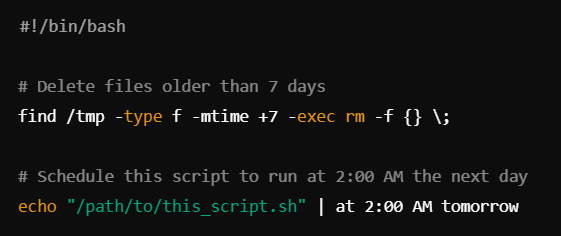 #!/bin/bash
# Delete files older than 7 days
find /tmp -type f -mtime +7 -exec rm -f {} \;
# Schedule this script to run at 2:00 AM the next day
echo "/path/to/this_script.sh" | at 2:00 AM tomorrow